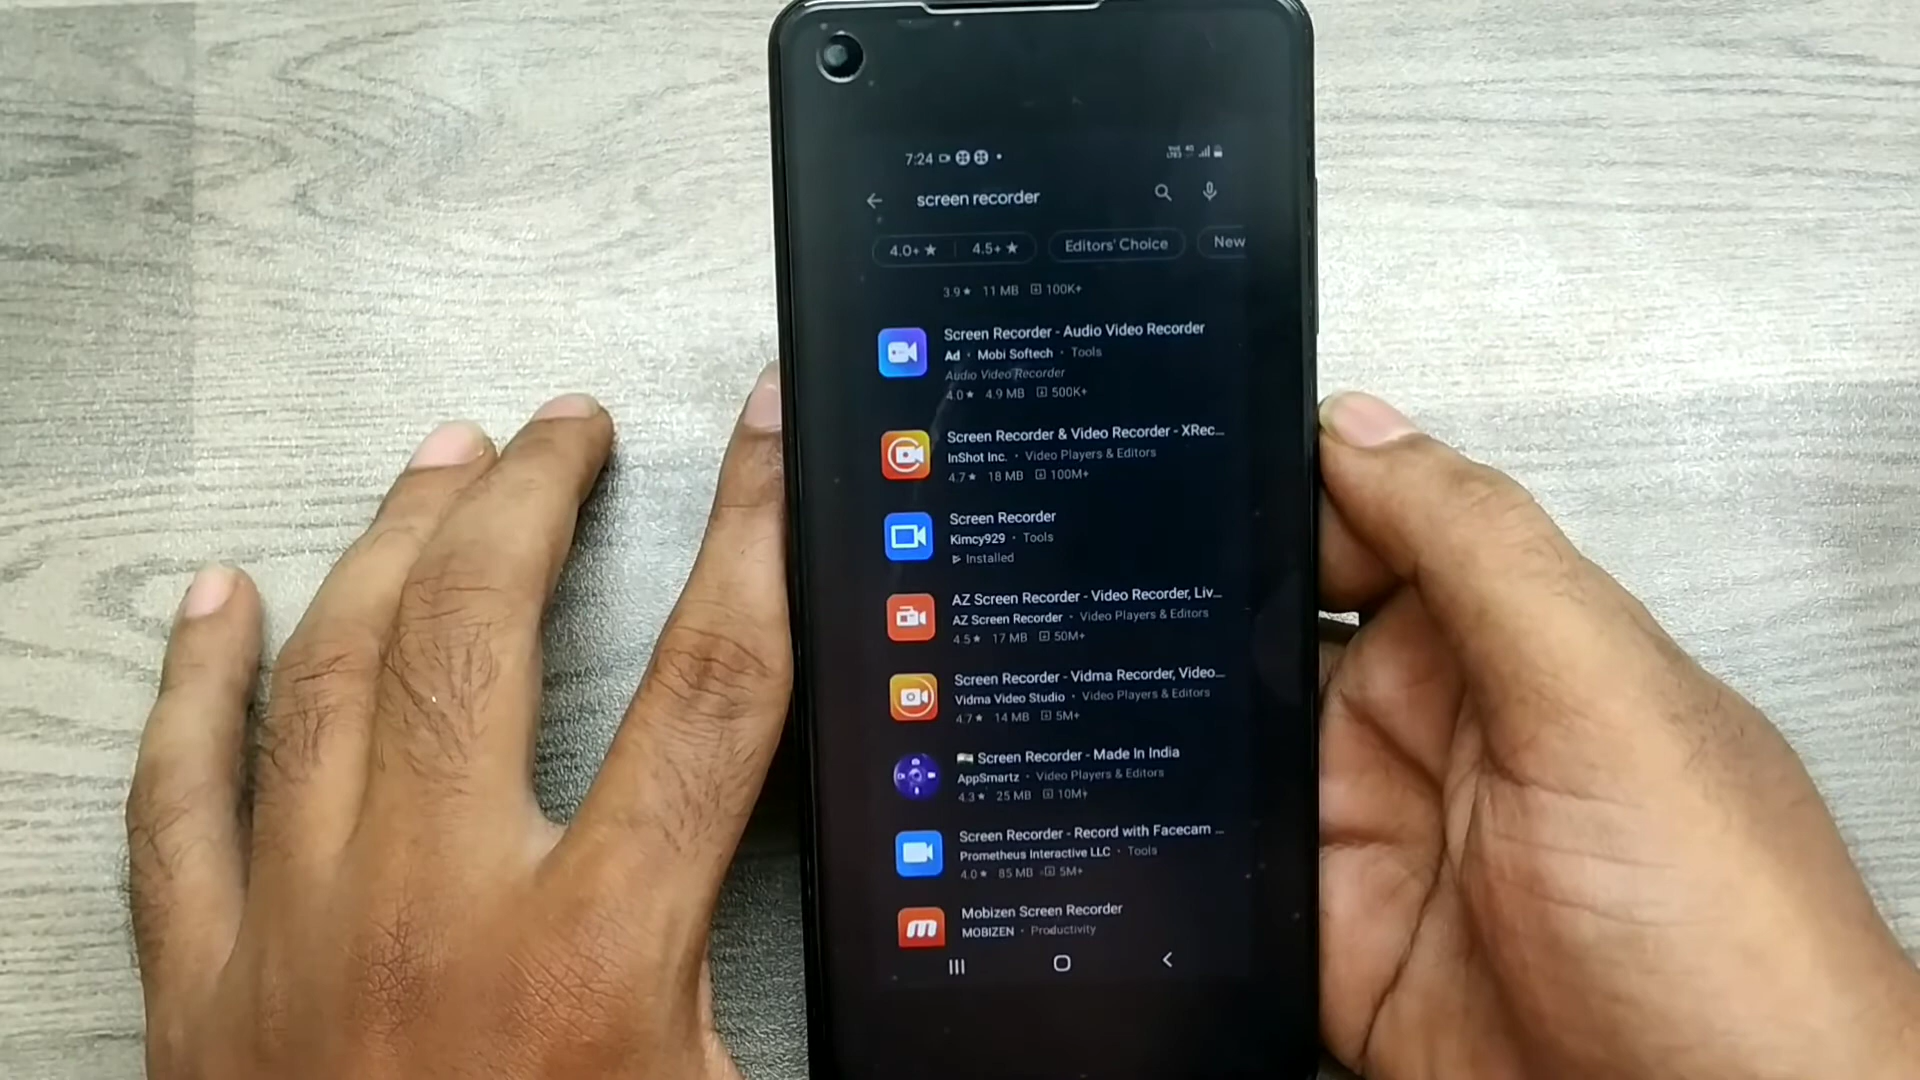 7:24
screen recorder
4.0+ ★ 4.5+ ★ Editors' Choice New
3.9★ 11 MB 100K+
Screen Recorder - Audio Video Recorder
Ad • Mobi Softech • Tools
Audio Video Recorder
4.0★ 4.9 MB 500K+
Screen Recorder & Video Recorder - XRec...
InShot Inc. • Video Players & Editors
4.7★ 18 MB 100M+
Screen Recorder
Kimcy929 • Tools
Installed
AZ Screen Recorder - Video Recorder, Liv...
AZ Screen Recorder • Video Players & Editors
4.5★ 17 MB 50M+
Screen Recorder - Vidma Recorder, Video...
Vidma Video Studio • Video Players & Editors
4.7★ 14 MB 5M+
Screen Recorder - Made In India
AppSmartz • Video Players & Editors
4.3★ 25 MB 10M+
Screen Recorder - Record with Facecam ...
Prometheus Interactive LLC • Tools
4.0★ 85 MB 5M+
Mobizen Screen Recorder
MOBIZEN • Productivity